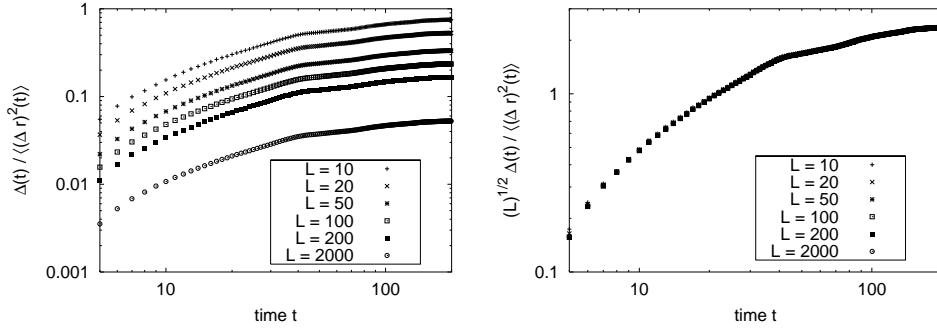 1
0.1
0.01
0.001
10
100
time t
Δ(t) / ⟨(Δ r)²(t)⟩
L = 10
L = 20
L = 50
L = 100
L = 200
L = 2000
1
0.1
10
100
time t
(L)^{1/2} Δ(t) / ⟨(Δ r)²(t)⟩
L = 10
L = 20
L = 50
L = 100
L = 200
L = 2000